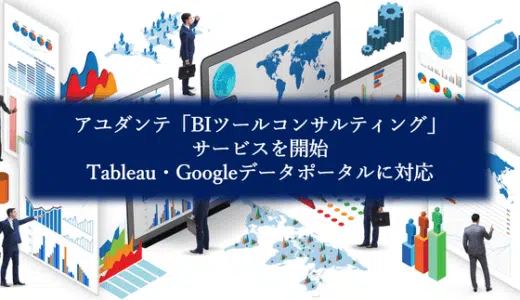 アユダンテ「BIツールコンサルティング」
サービスを開始
Tableau・Googleデータポータルに対応